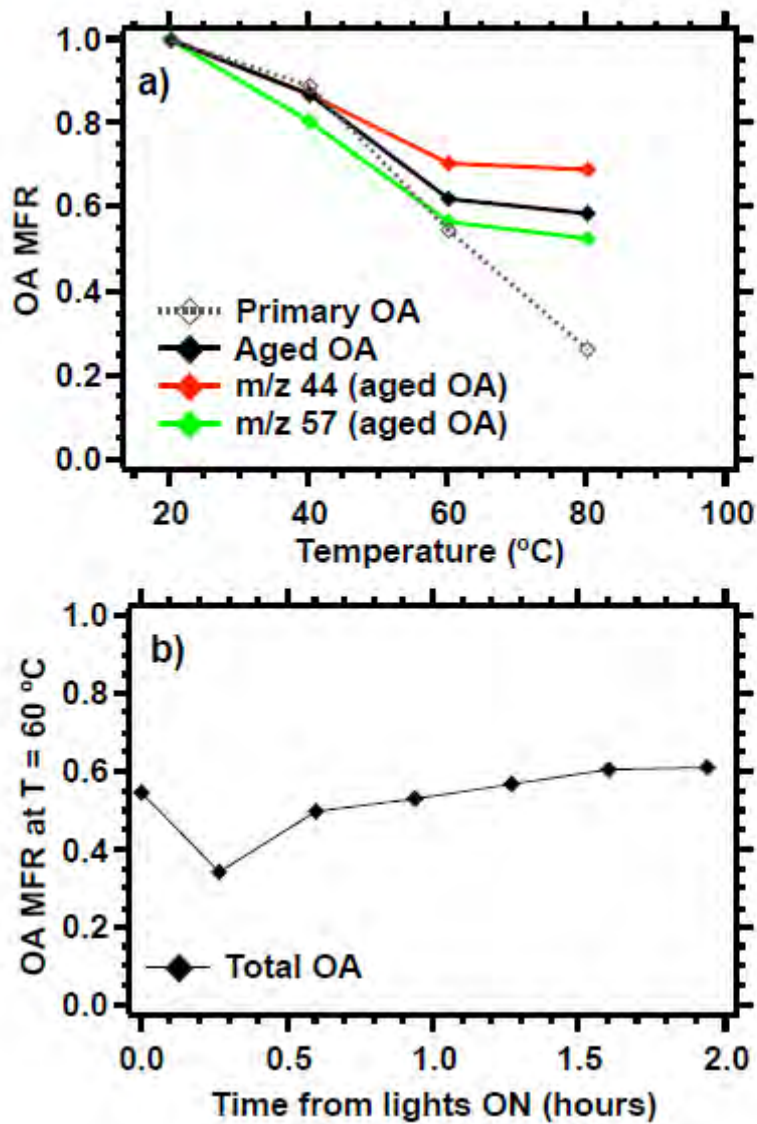 1.0
a)
0.8
0.6
0.4
0.2
0.0
OA MFR
Primary OA
Aged OA
m/z 44 (aged OA)
m/z 57 (aged OA)
20 40 60 80 100
Temperature (ºC)
1.0
b)
0.8
0.6
0.4
0.2
0.0
OA MFR at T = 60 ºC
Total OA
0.0 0.5 1.0 1.5 2.0
Time from lights ON (hours)